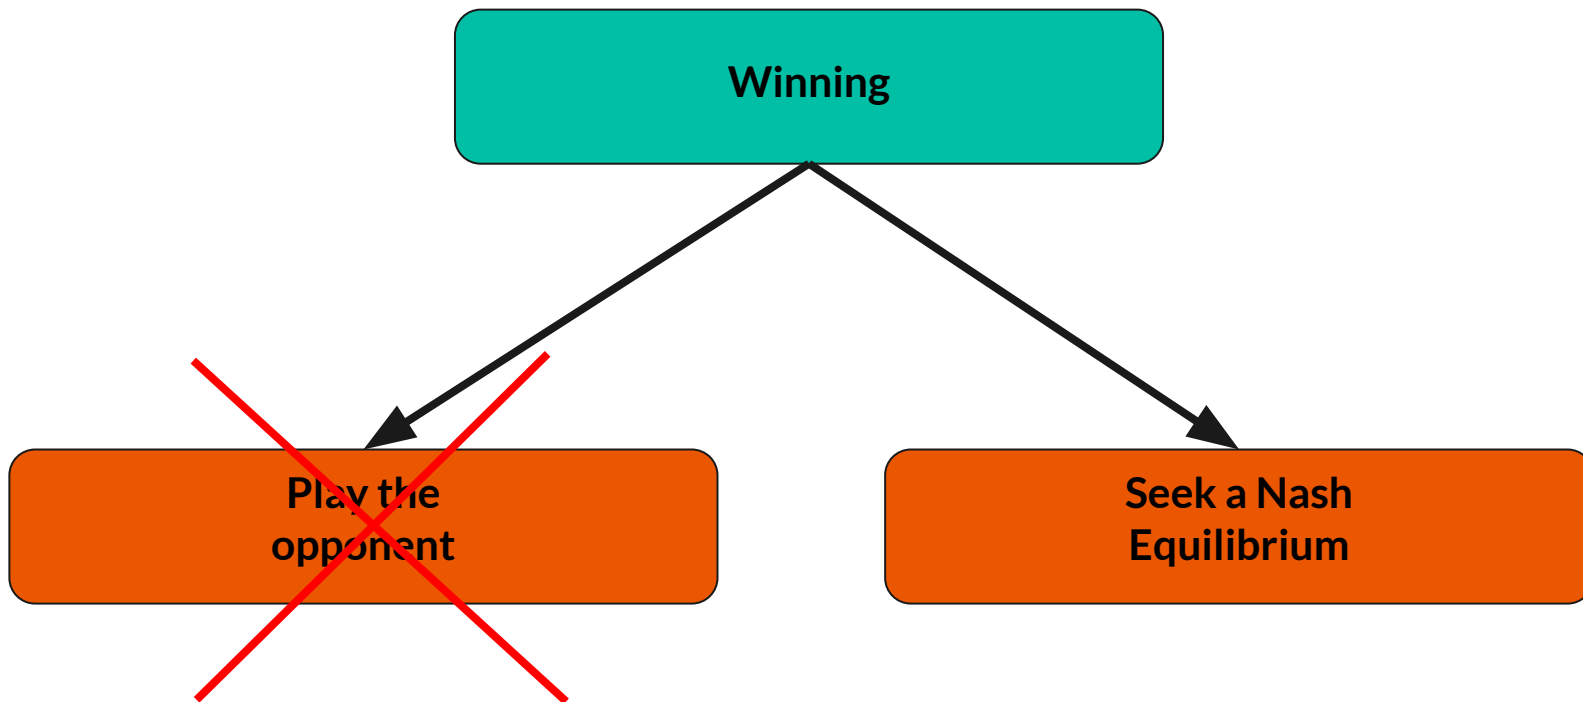 Winning
Play the
opponent
Seek a Nash
Equilibrium